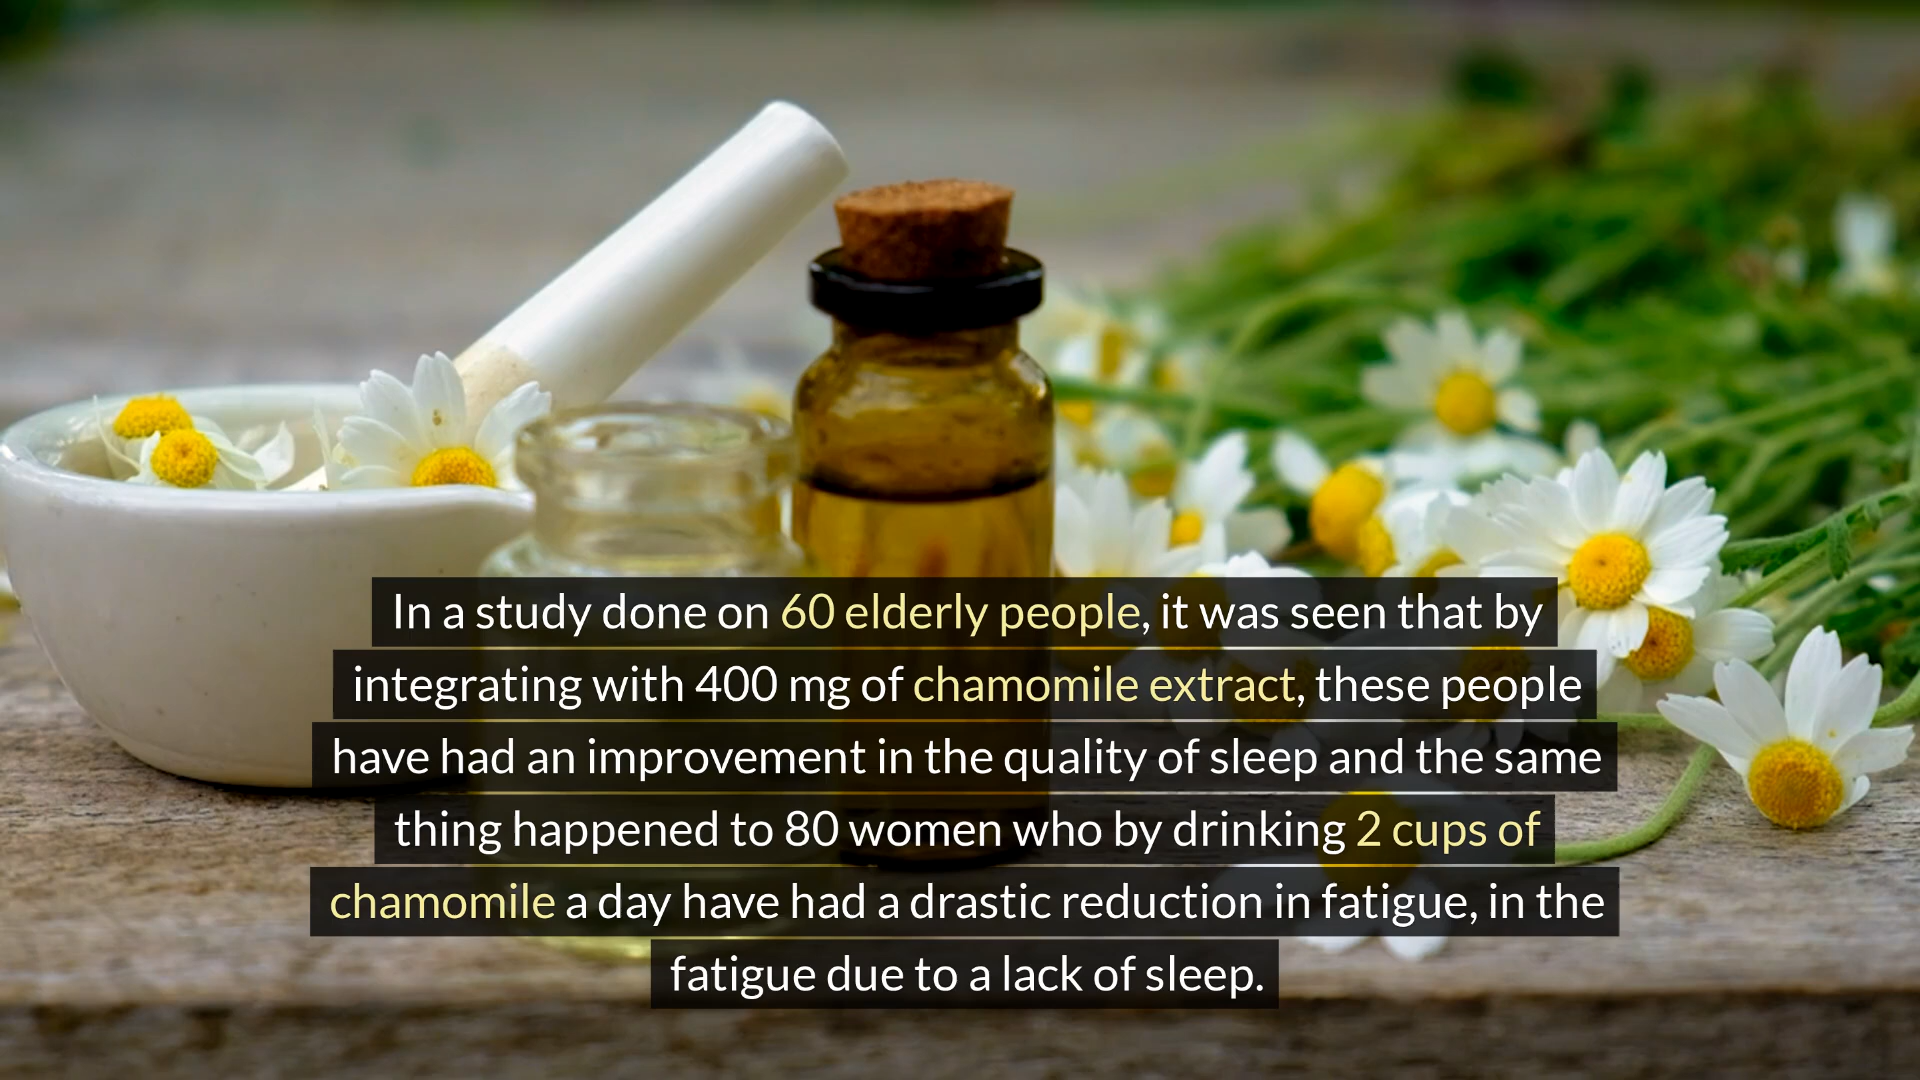 In a study done on 60 elderly people, it was seen that by
integrating with 400 mg of chamomile extract, these people
have had an improvement in the quality of sleep and the same
thing happened to 80 women who by drinking 2 cups of
chamomile a day have had a drastic reduction in fatigue, in the
fatigue due to a lack of sleep.